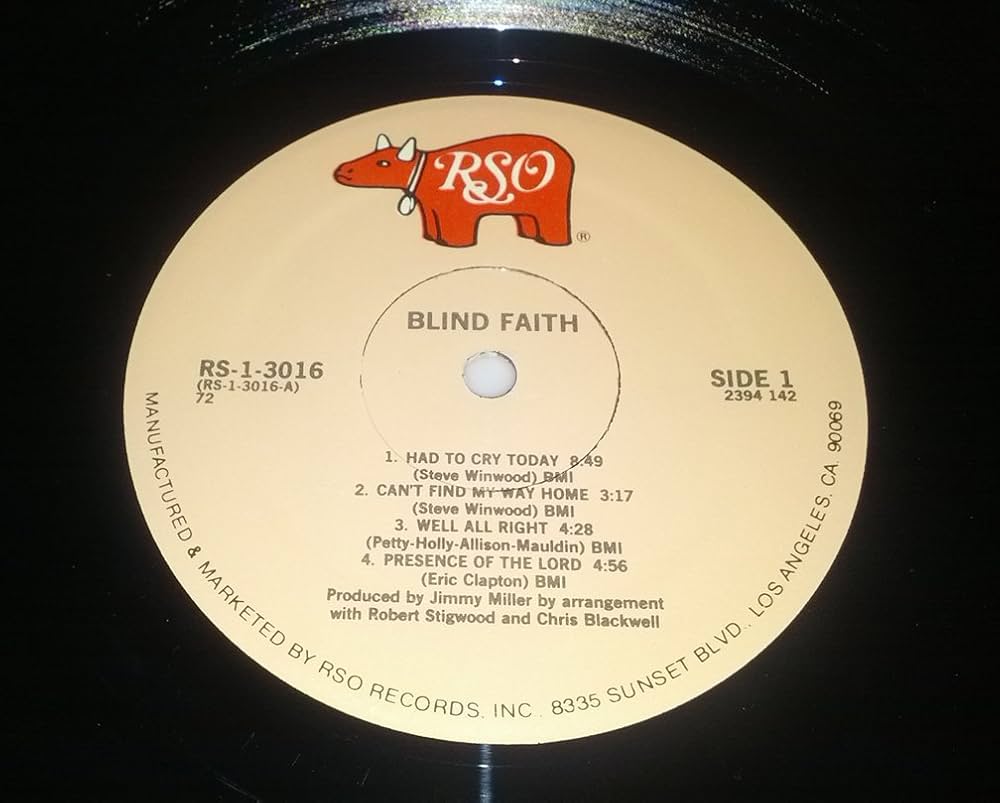 RSO
®
BLIND FAITH
RS-1-3016
(RS-1-3016-A)
72
SIDE 1
2394 142
1. HAD TO CRY TODAY 8:49
(Steve Winwood) BMI
2. CAN'T FIND MY WAY HOME 3:17
(Steve Winwood) BMI
3. WELL ALL RIGHT 4:28
(Petty-Holly-Allison-Mauldin) BMI
4. PRESENCE OF THE LORD 4:56
(Eric Clapton) BMI
Produced by Jimmy Miller by arrangement
with Robert Stigwood and Chris Blackwell
MANUFACTURED & MARKETED BY RSO RECORDS, INC. 8335 SUNSET BLVD., LOS ANGELES, CA. 90069